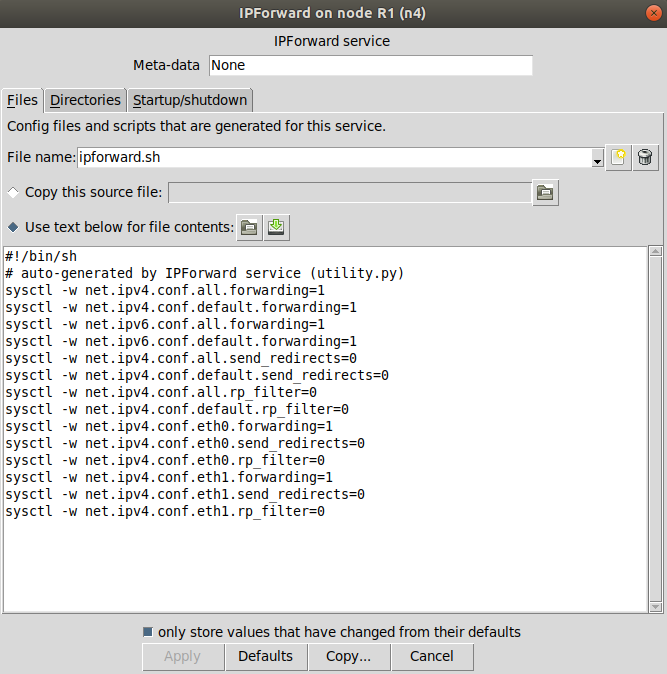 IPForward on node R1 (n4)
IPForward service
Meta-data None
Files Directories Startup/shutdown
Config files and scripts that are generated for this service.
File name: ipforward.sh
Copy this source file:
Use text below for file contents:
#!/bin/sh
# auto-generated by IPForward service (utility.py)
sysctl -w net.ipv4.conf.all.forwarding=1
sysctl -w net.ipv4.conf.default.forwarding=1
sysctl -w net.ipv6.conf.all.forwarding=1
sysctl -w net.ipv6.conf.default.forwarding=1
sysctl -w net.ipv4.conf.all.send_redirects=0
sysctl -w net.ipv4.conf.default.send_redirects=0
sysctl -w net.ipv4.conf.all.rp_filter=0
sysctl -w net.ipv4.conf.default.rp_filter=0
sysctl -w net.ipv4.conf.eth0.forwarding=1
sysctl -w net.ipv4.conf.eth0.send_redirects=0
sysctl -w net.ipv4.conf.eth0.rp_filter=0
sysctl -w net.ipv4.conf.eth1.forwarding=1
sysctl -w net.ipv4.conf.eth1.send_redirects=0
sysctl -w net.ipv4.conf.eth1.rp_filter=0
only store values that have changed from their defaults
Apply Defaults Copy... Cancel